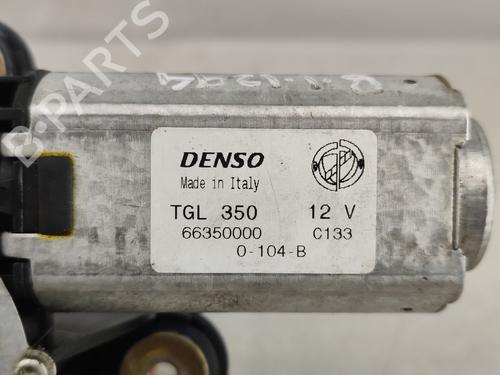 DENSO
Made in Italy
TGL 350 12 V
66350000 C133
0-104-B
B-PARTS